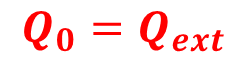 Q₀ = Qₑₓₜ